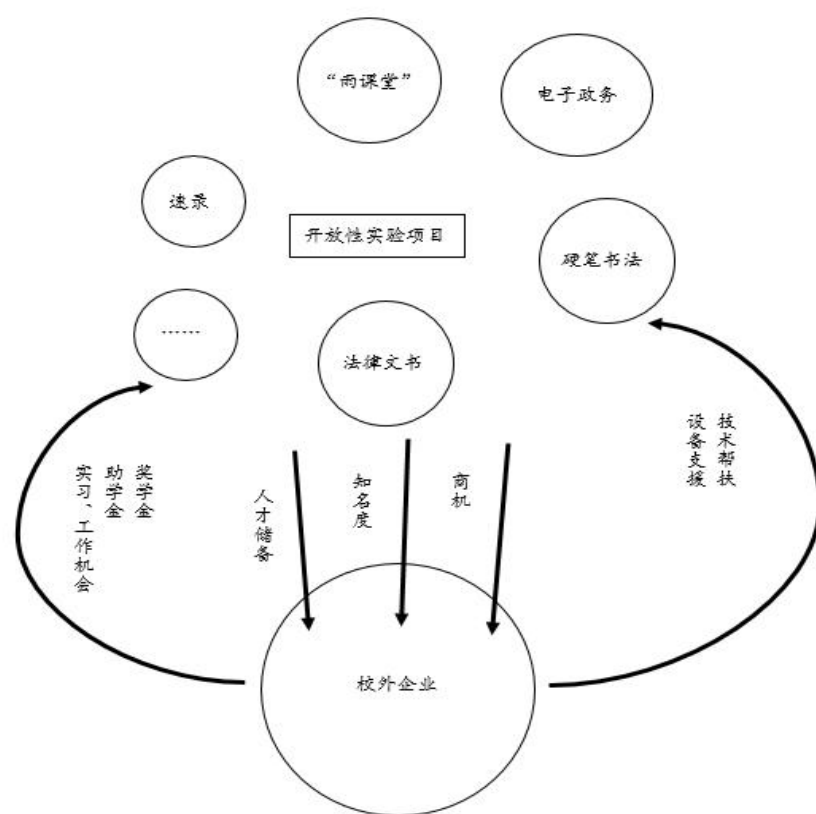 “雨课堂”
电子政务
速录
开放性实验项目
硬笔书法
……
法律文书
奖学金
助学金
实习、工作机会
人才储备
知名度
商机
技术帮扶
设备支援
校外企业